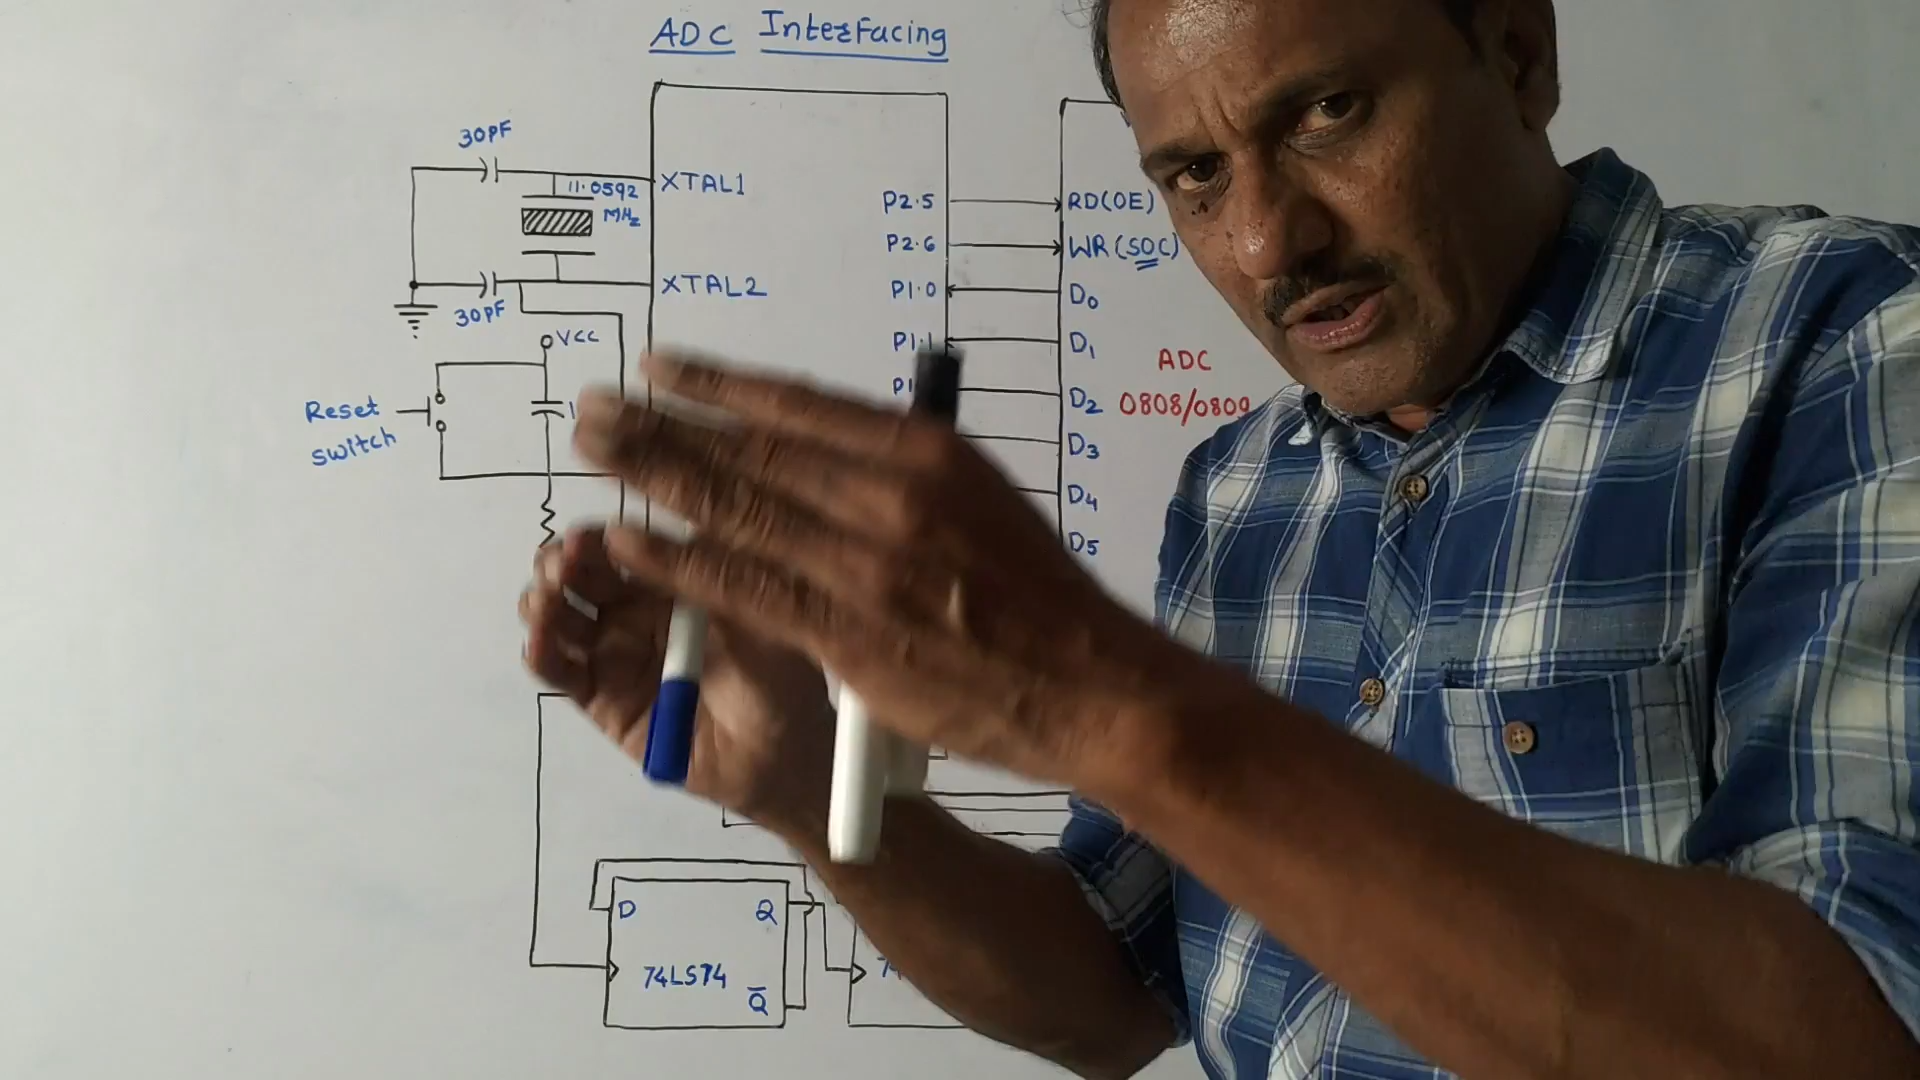 ADC Interfacing
30PF
11.0592
MHz
XTAL1
XTAL2
30PF
VCC
Reset
switch
P2.5
P2.6
P1.0
P1.1
RD(OE)
WR(SOC)
D0
D1
D2
D3
D4
D5
ADC
0808/0809
D
Q
74LS74
Q̅